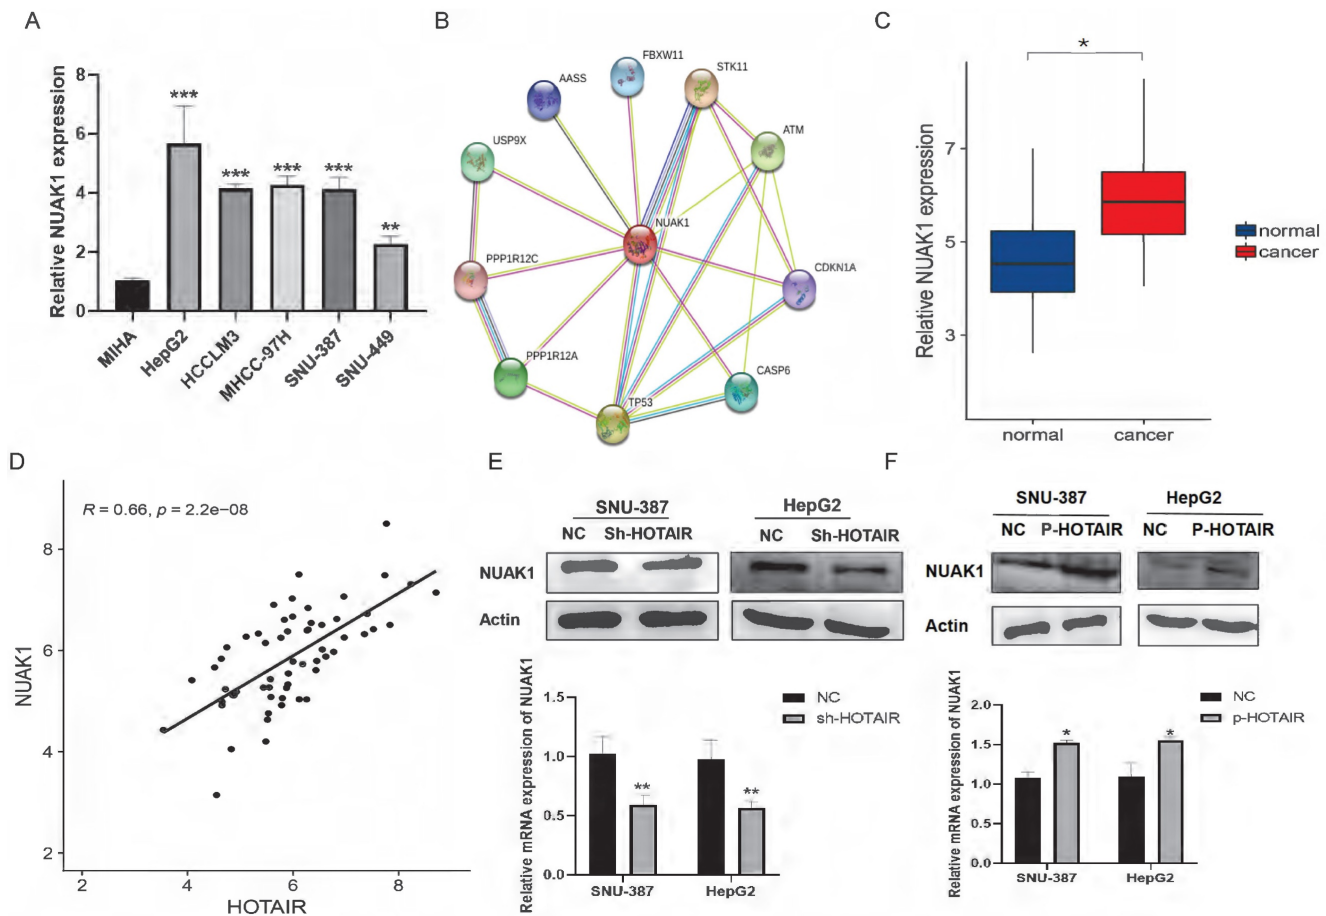 A
Relative NUAK1 expression
8
6
4
2
0
***
***
***
***
**
MIHA
HepG2
HCCLM3
MHCC-97H
SNU-387
SNU-449
B
FBXW11
STK11
AASS
ATM
USP9X
NUAK1
PPP1R12C
CDKN1A
PPP1R12A
CASP6
TP53
C
*
Relative NUAK1 expression
7
5
3
normal
cancer
normal
cancer
D
R = 0.66, p = 2.2e−08
NUAK1
8
6
4
2
2
4
6
8
HOTAIR
E
SNU-387
HepG2
NC Sh-HOTAIR
NC Sh-HOTAIR
NUAK1
Actin
Relative mRNA expression of NUAK1
1.5
1.0
0.5
0.0
NC
sh-HOTAIR
**
**
SNU-387
HepG2
F
SNU-387
HepG2
NC P-HOTAIR
NC P-HOTAIR
NUAK1
Actin
Relative mRNA expression of NUAK1
2.0
1.5
1.0
0.5
0.0
NC
p-HOTAIR
*
*
SNU-387
HepG2